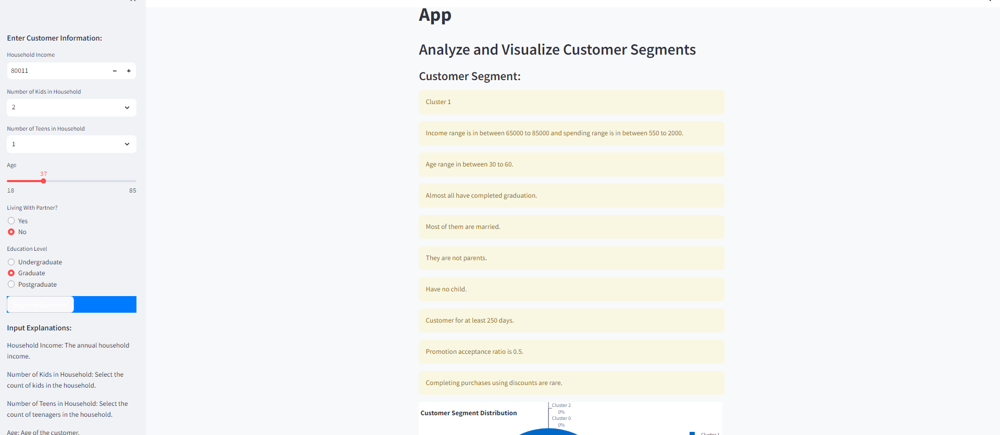 Enter Customer Information:
Household Income
80011
Number of Kids in Household
2
Number of Teens in Household
1
Age
37
18 85
Living With Partner?
Yes
No
Education Level
Undergraduate
Graduate
Postgraduate
Input Explanations:
Household Income: The annual household
income.
Number of Kids in Household: Select the
count of kids in the household.
Number of Teens in Household: Select the
count of teenagers in the household.
Age: Age of the customer.
App
Analyze and Visualize Customer Segments
Customer Segment:
Cluster 1
Income range is in between 65000 to 85000 and spending range is in between 550 to 2000.
Age range in between 30 to 60.
Almost all have completed graduation.
Most of them are married.
They are not parents.
Have no child.
Customer for at least 250 days.
Promotion acceptance ratio is 0.5.
Completing purchases using discounts are rare.
Customer Segment Distribution
Cluster 2
0%
Cluster 0
0%
Cluster 1